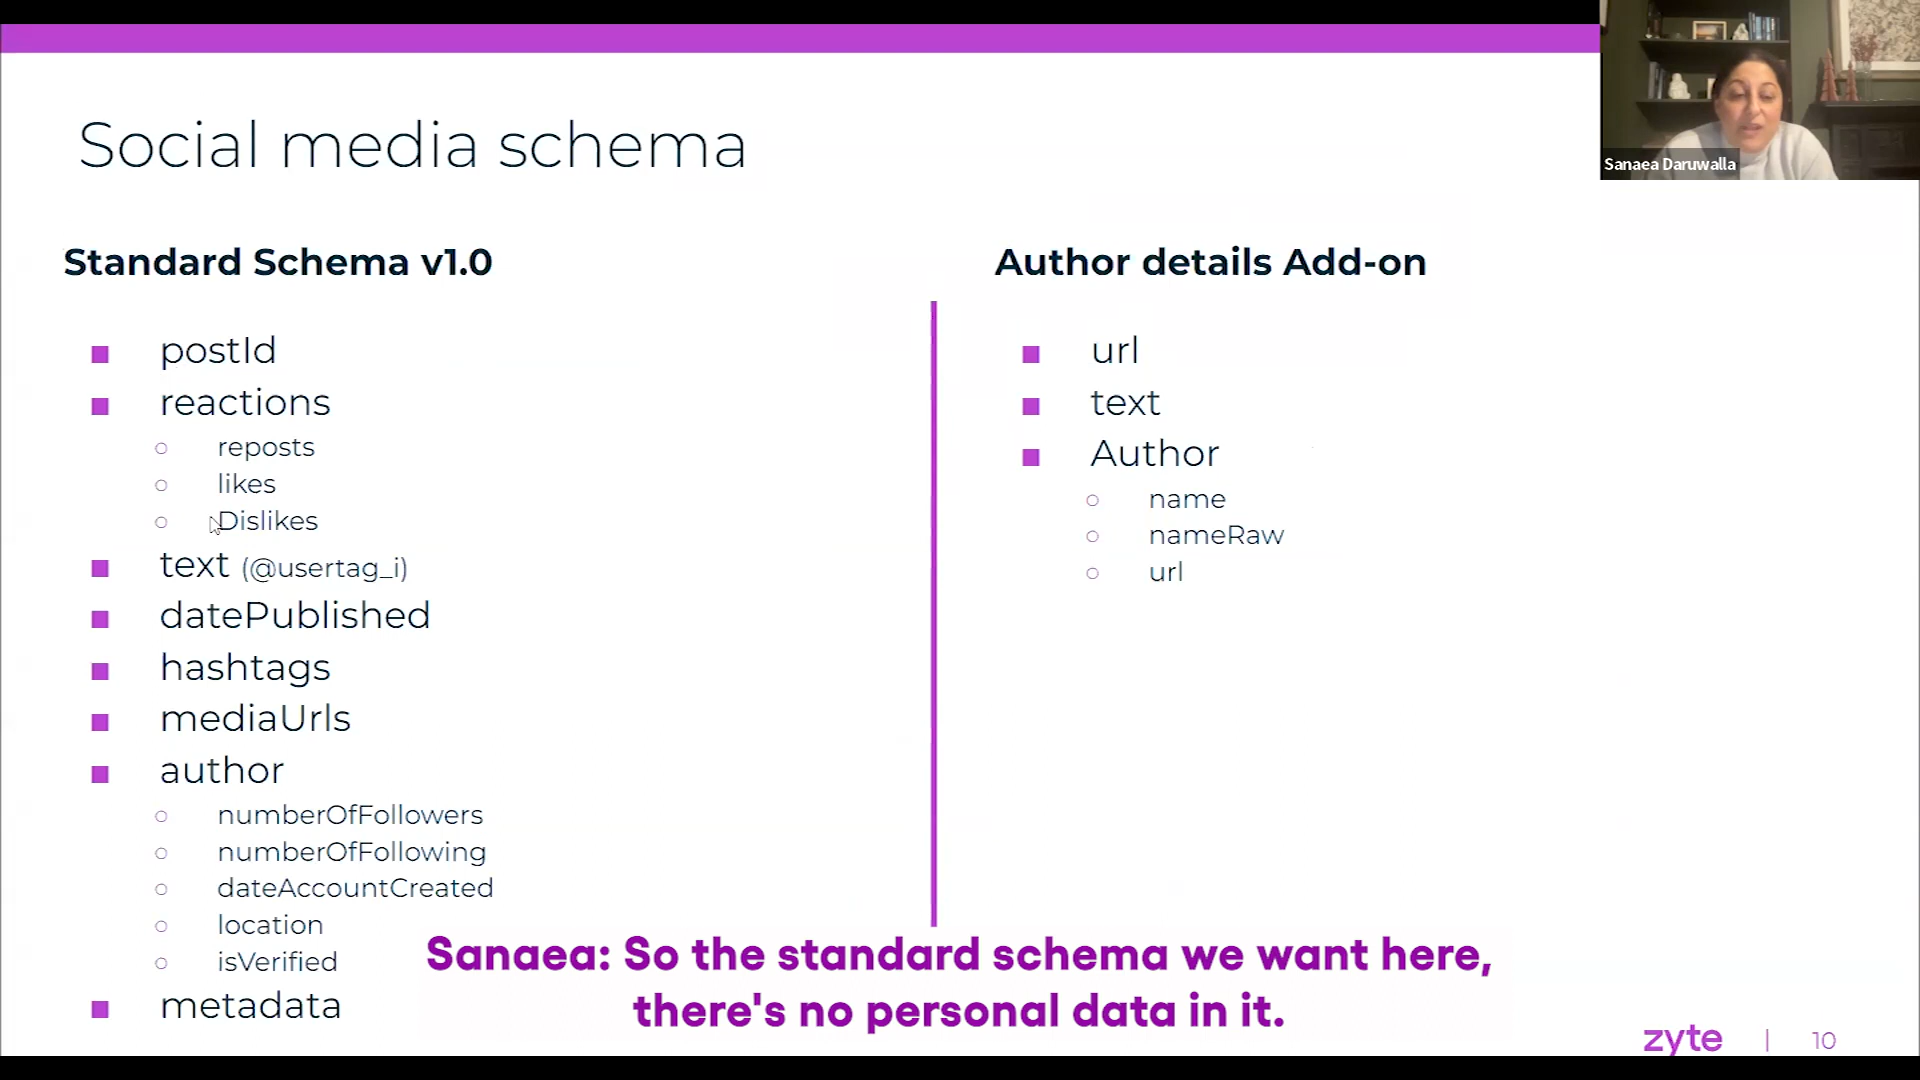 Sanaea Daruwalla
Social media schema
Standard Schema v1.0
postId
reactions
reposts
likes
Dislikes
text (@usertag_i)
datePublished
hashtags
mediaUrls
author
numberOfFollowers
numberOfFollowing
dateAccountCreated
location
isVerified
metadata
Author details Add-on
url
text
Author
name
nameRaw
url
Sanaea: So the standard schema we want here,
there's no personal data in it.
zyte | 10